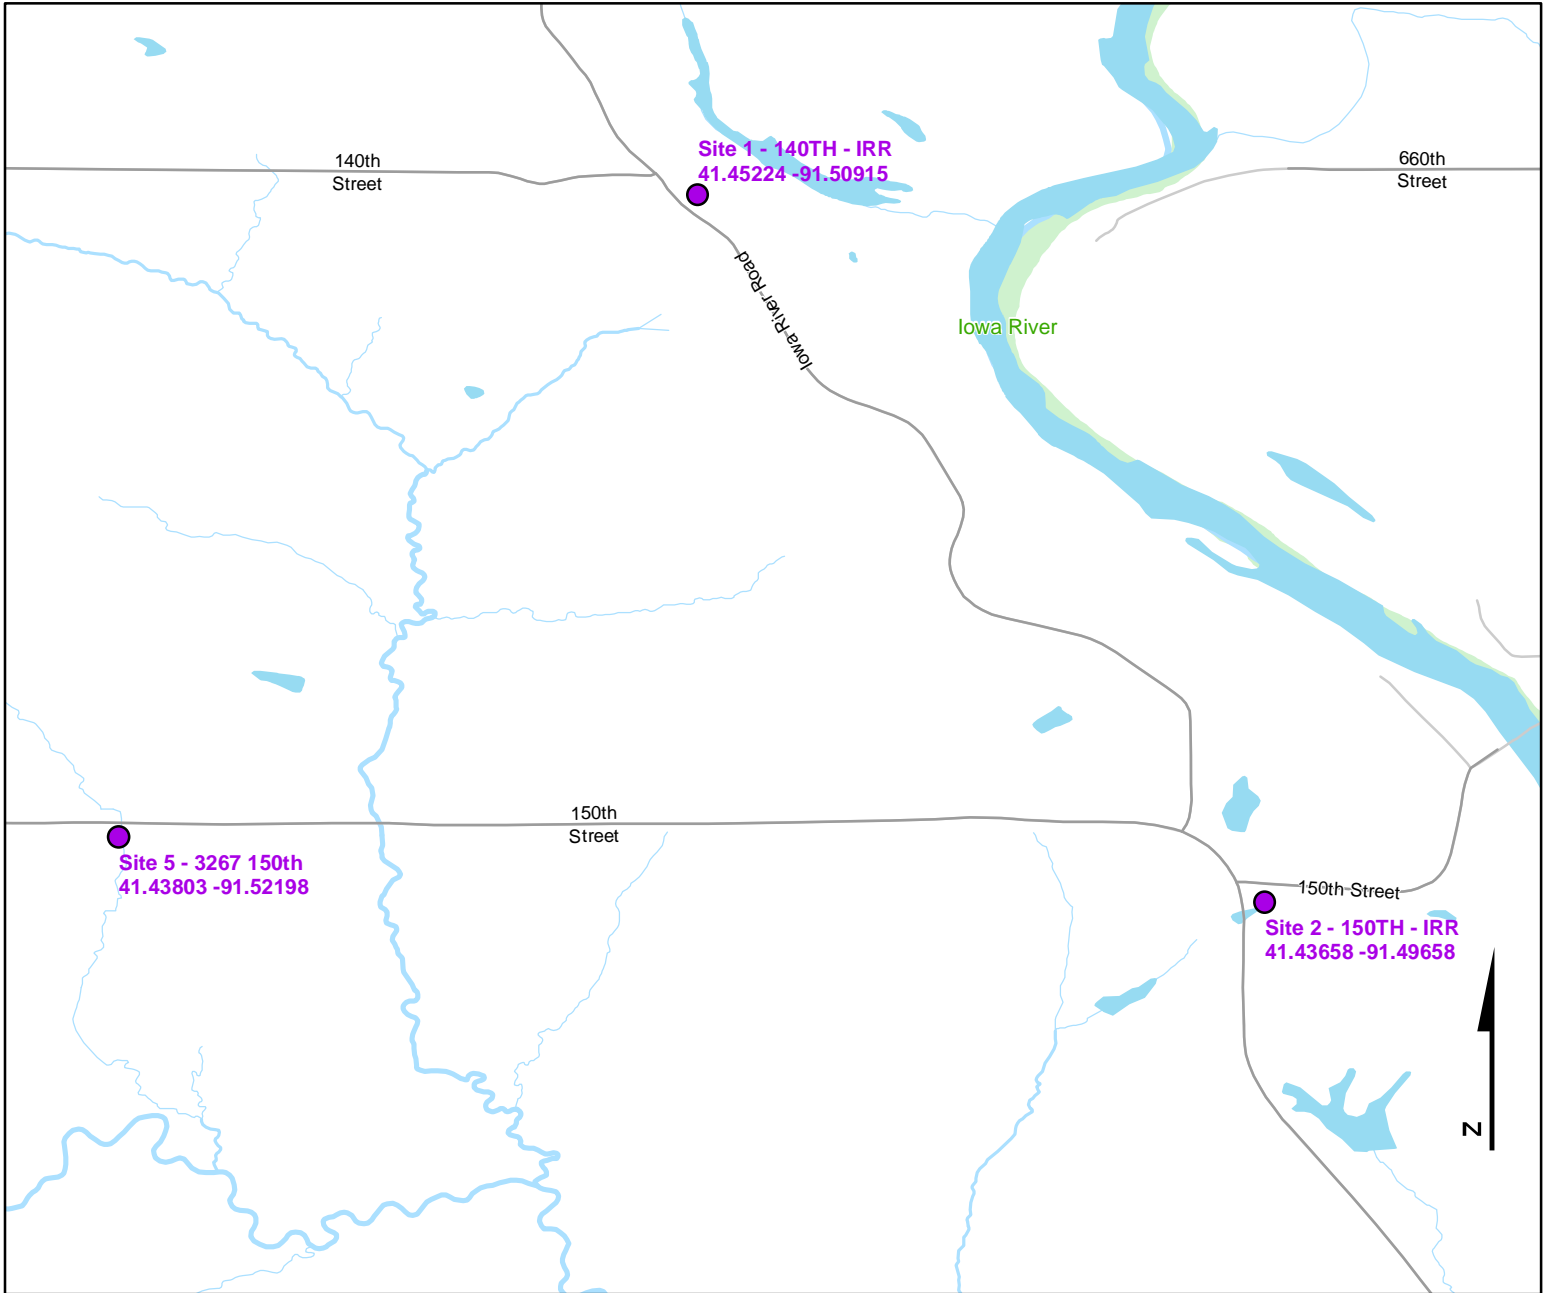 140th
Street
Site 1 - 140TH - IRR
41.45224 -91.50915
660th
Street
Iowa River Road
Iowa River
150th
Street
Site 5 - 3267 150th
41.43803 -91.52198
150th Street
Site 2 - 150TH - IRR
41.43658 -91.49658
N